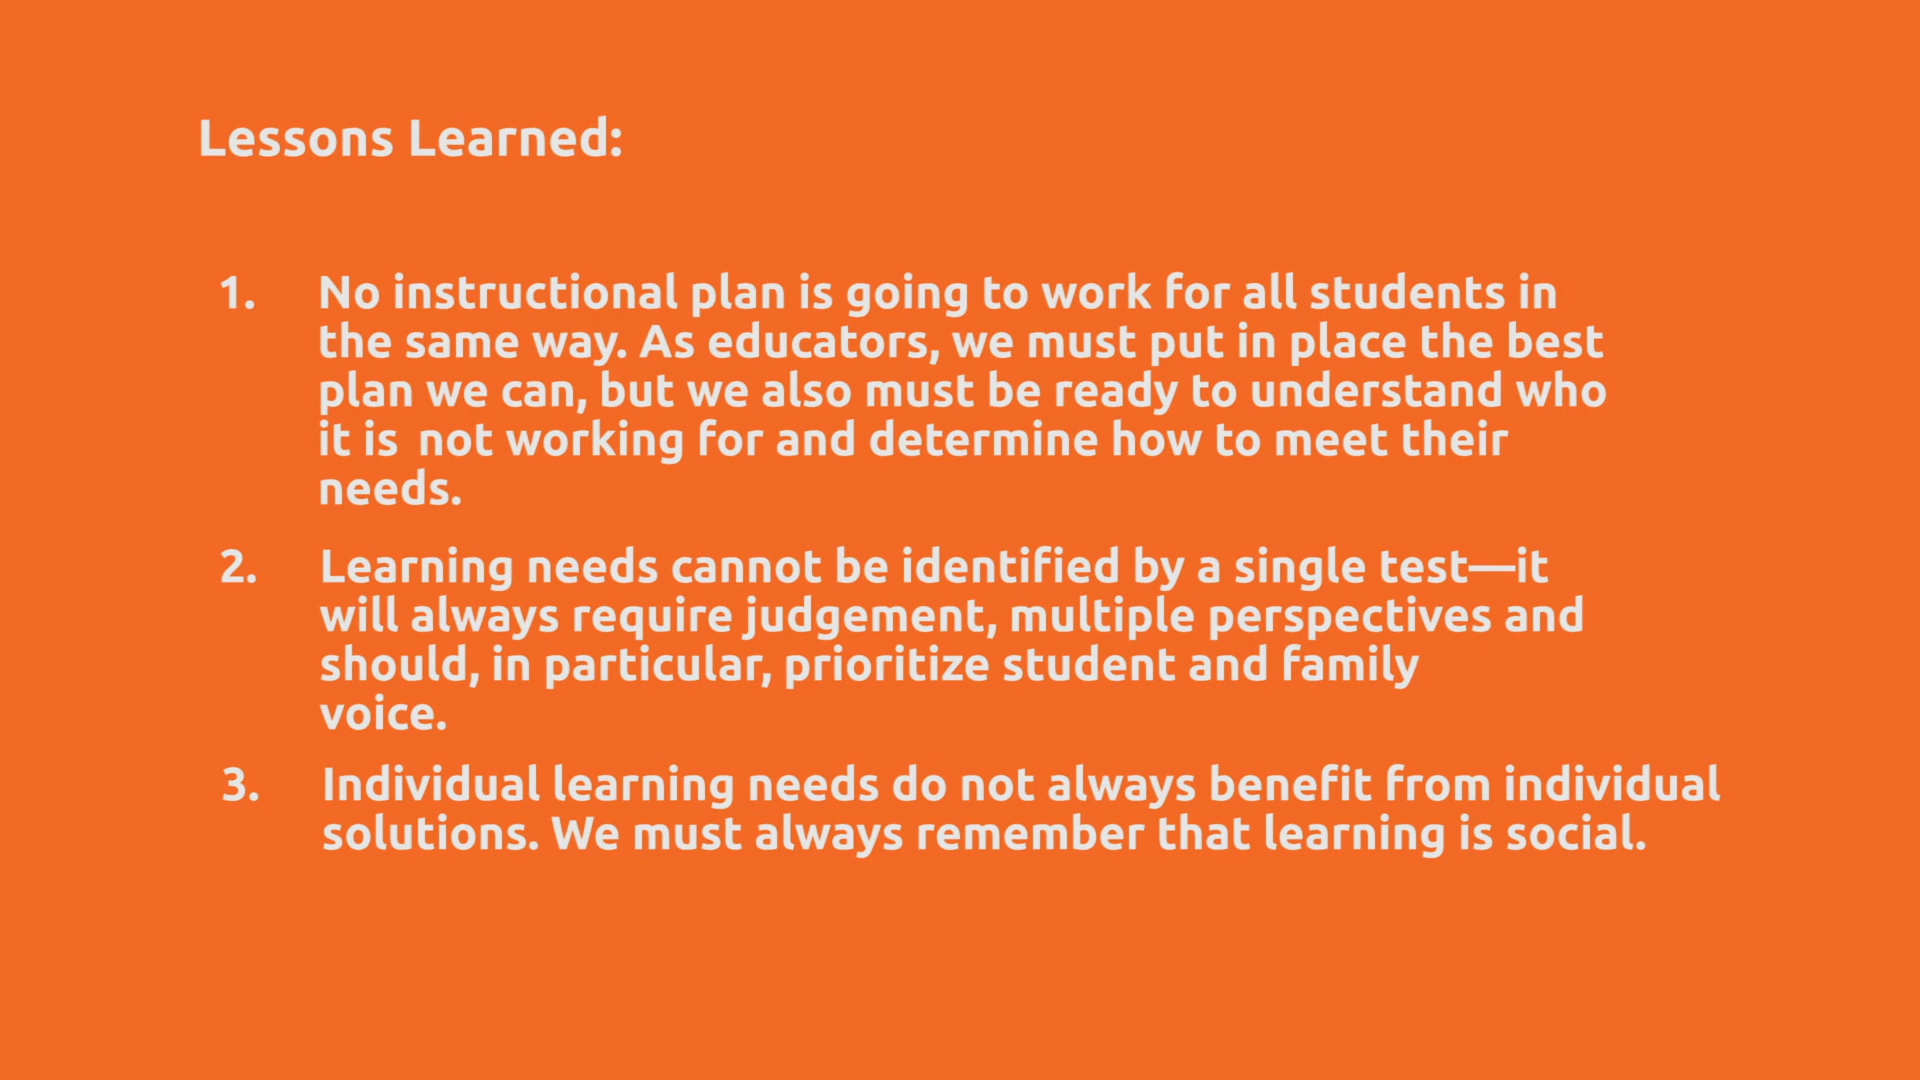 Lessons Learned:
1. No instructional plan is going to work for all students in
the same way. As educators, we must put in place the best
plan we can, but we also must be ready to understand who
it is not working for and determine how to meet their
needs.
2. Learning needs cannot be identified by a single test—it
will always require judgement, multiple perspectives and
should, in particular, prioritize student and family
voice.
3. Individual learning needs do not always benefit from individual
solutions. We must always remember that learning is social.